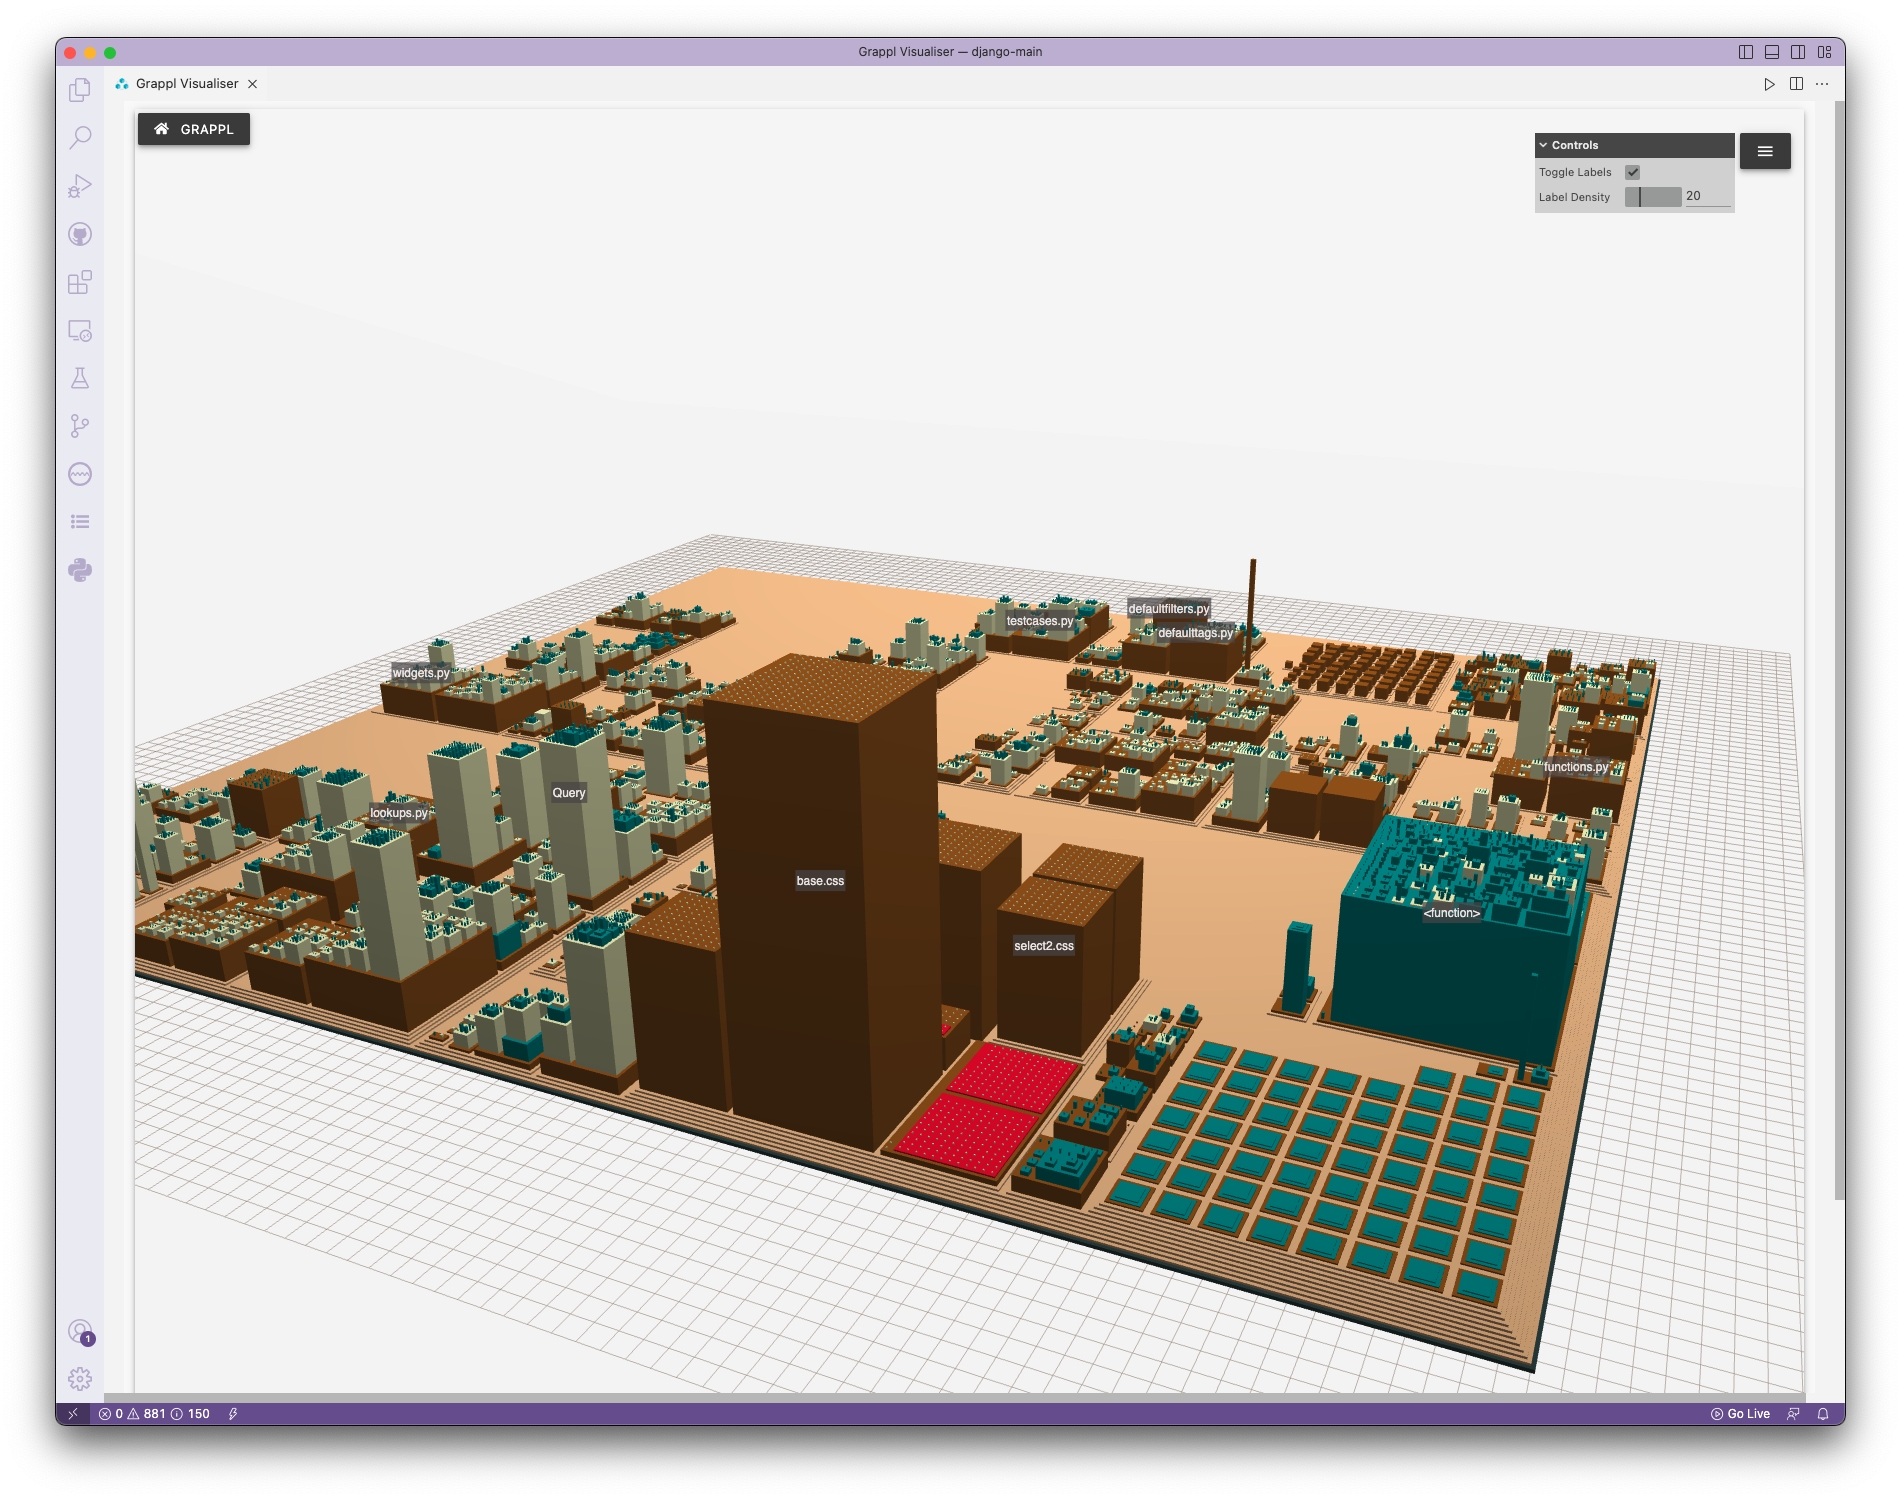 Grappl Visualiser — django-main
Grappl Visualiser
GRAPPL
Controls
Toggle Labels
Label Density 20
defaultfilters.py
testcases.py
defaulttags.py
widgets.py
functions.py
Query
lookups.py
base.css
<function>
select2.css
1
0 881 150
Go Live